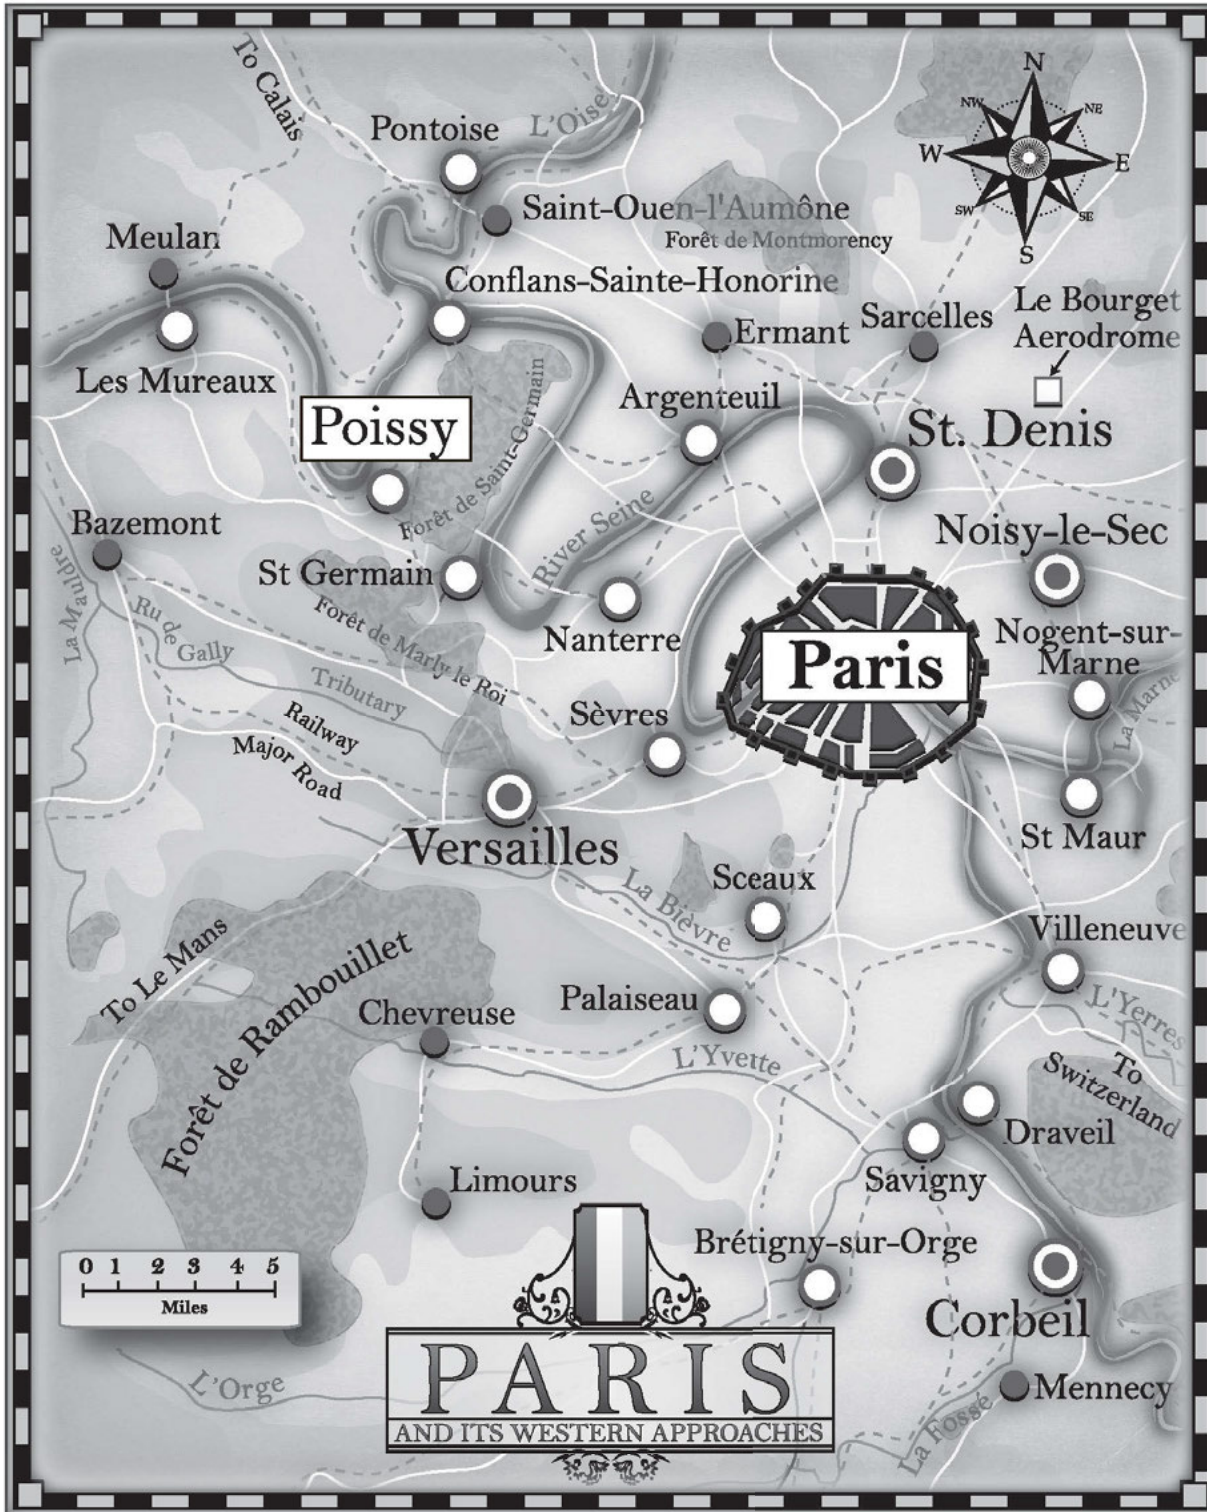 To Calais
Pontoise
L'Oise
N
NW
NE
W
E
SW
SE
S
Saint-Ouen-l'Aumône
Forêt de Montmorency
Meulan
Conflans-Sainte-Honorine
Le Bourget
Aerodrome
Ermant
Sarcelles
Les Mureaux
Argenteuil
Poissy
St. Denis
Forêt de Saint-Germain
River Seine
Bazemont
Noisy-le-Sec
St Germain
La Mauldre
Ru de
Gally
Forêt de Marly le Roi
Nanterre
Nogent-sur-
Marne
Paris
Tributary
Railway
Major Road
Sèvres
La Marne
Versailles
St Maur
Sceaux
La Bièvre
Villeneuve
To Le Mans
Forêt de Rambouillet
Chevreuse
Palaiseau
L'Yvette
L'Yerres
To
Switzerland
Draveil
Savigny
Limours
Brétigny-sur-Orge
0 1 2 3 4 5
Miles
Corbeil
L'Orge
PARIS
AND ITS WESTERN APPROACHES
Mennecy
La Fossé